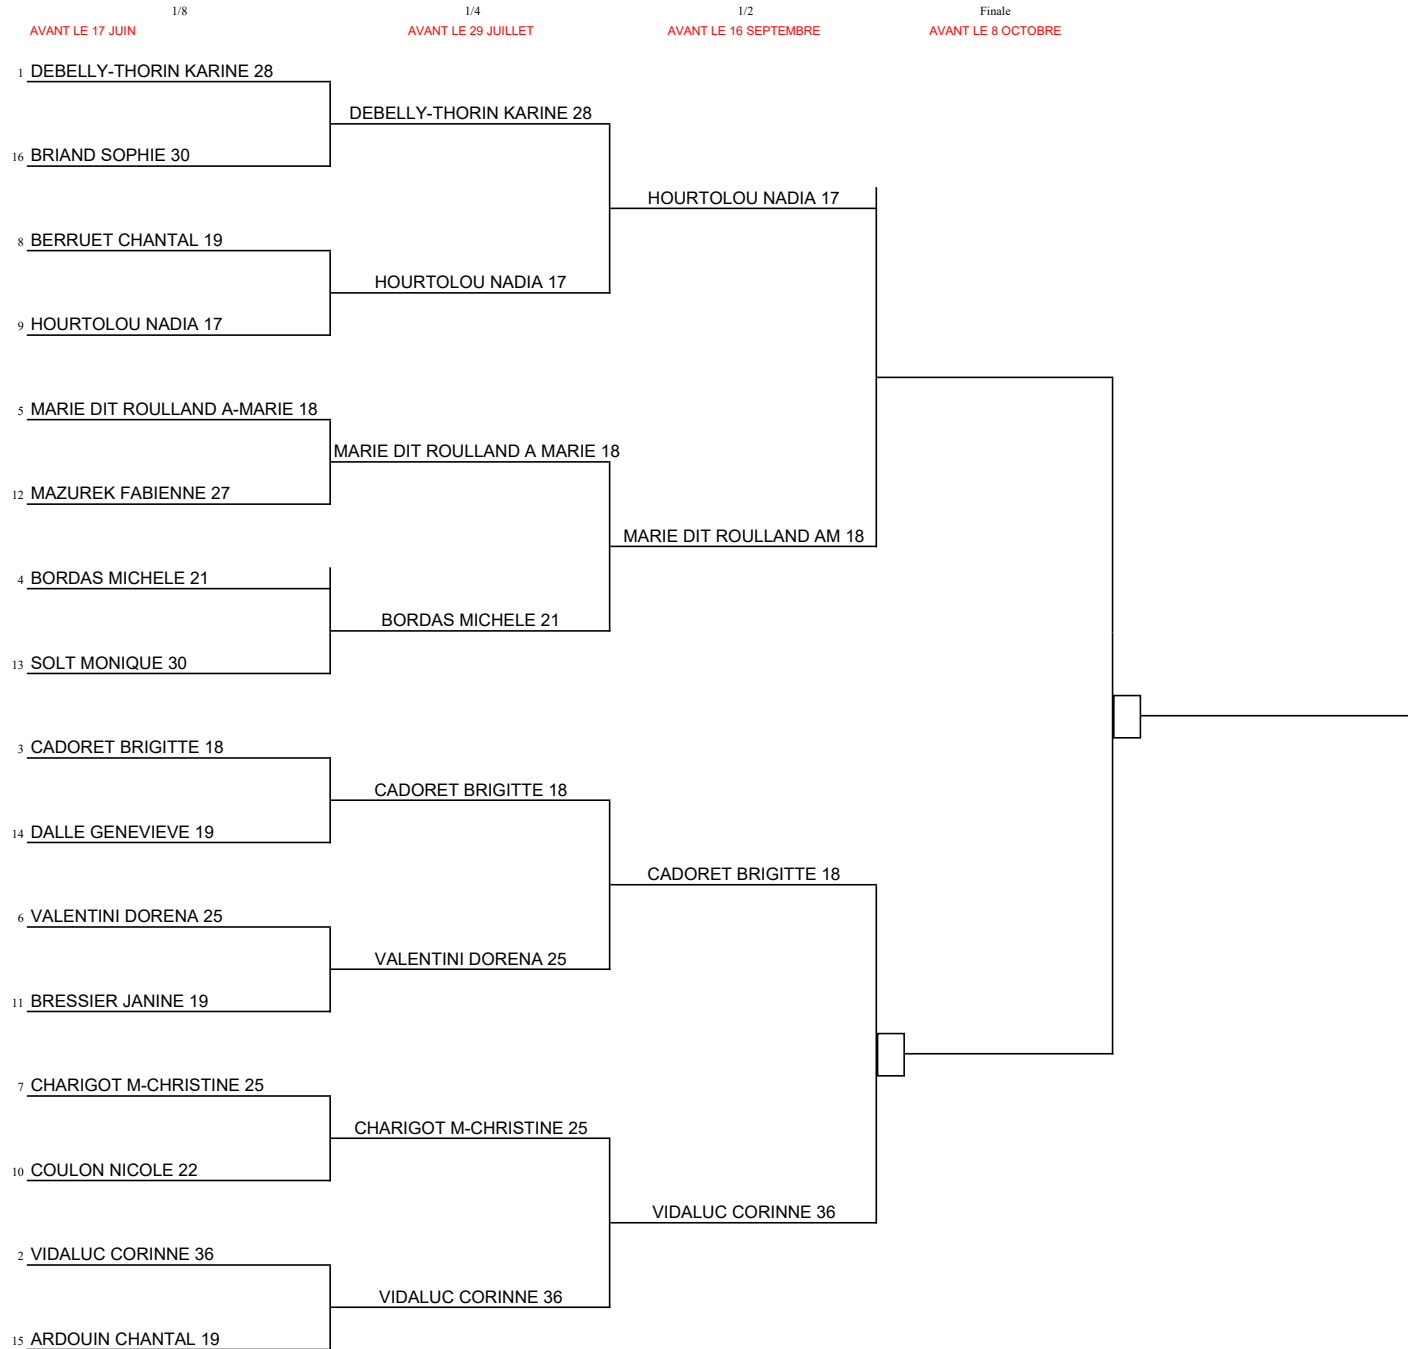 1/8 1/4 1/2 Finale
AVANT LE 17 JUIN AVANT LE 29 JUILLET AVANT LE 16 SEPTEMBRE AVANT LE 8 OCTOBRE
1 DEBELLY-THORIN KARINE 28
DEBELLY-THORIN KARINE 28
16 BRIAND SOPHIE 30
HOURTOLOU NADIA 17
8 BERRUET CHANTAL 19
HOURTOLOU NADIA 17
9 HOURTOLOU NADIA 17
5 MARIE DIT ROULLAND A-MARIE 18
MARIE DIT ROULLAND A MARIE 18
12 MAZUREK FABIENNE 27
MARIE DIT ROULLAND AM 18
4 BORDAS MICHELE 21
BORDAS MICHELE 21
13 SOLT MONIQUE 30
3 CADORET BRIGITTE 18
CADORET BRIGITTE 18
14 DALLE GENEVIEVE 19
CADORET BRIGITTE 18
6 VALENTINI DORENA 25
VALENTINI DORENA 25
11 BRESSIER JANINE 19
7 CHARIGOT M-CHRISTINE 25
CHARIGOT M-CHRISTINE 25
10 COULON NICOLE 22
VIDALUC CORINNE 36
2 VIDALUC CORINNE 36
VIDALUC CORINNE 36
15 ARDOUIN CHANTAL 19